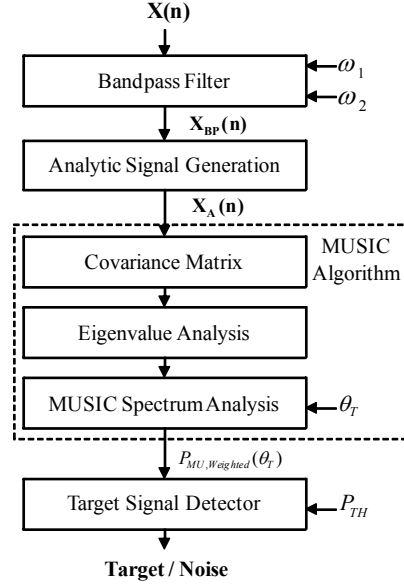 X(n)
Bandpass Filter
ω1
ω2
XBP(n)
Analytic Signal Generation
XA(n)
MUSIC
Algorithm
Covariance Matrix
Eigenvalue Analysis
MUSIC Spectrum Analysis
θT
PMU,Weighted(θT)
Target Signal Detector
PTH
Target / Noise